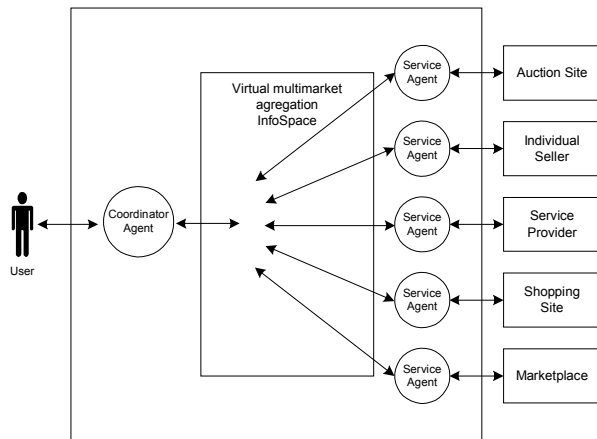 Service
Agent
Auction Site
Virtual multimarket
agregation
InfoSpace
Service
Agent
Individual
Seller
Coordinator
Agent
Service
Agent
Service
Provider
User
Service
Agent
Shopping
Site
Service
Agent
Marketplace